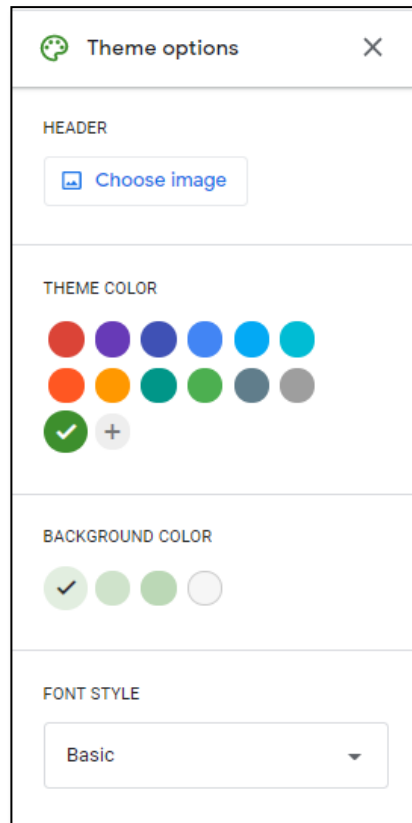 Theme options
HEADER
Choose image
THEME COLOR
BACKGROUND COLOR
FONT STYLE
Basic